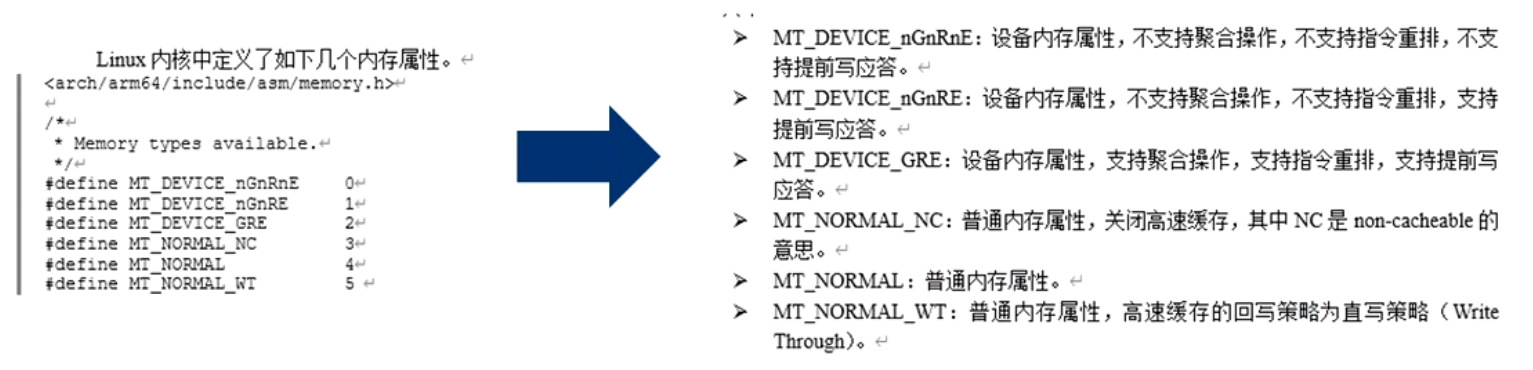 Linux 内核中定义了如下几个内存属性。
<arch/arm64/include/asm/memory.h>
/*
 * Memory types available.
 */
#define MT_DEVICE_nGnRnE 0
#define MT_DEVICE_nGnRE 1
#define MT_DEVICE_GRE 2
#define MT_NORMAL_NC 3
#define MT_NORMAL 4
#define MT_NORMAL_WT 5
➢ MT_DEVICE_nGnRnE：设备内存属性，不支持聚合操作，不支持指令重排，不支
持提前写应答。
➢ MT_DEVICE_nGnRE：设备内存属性，不支持聚合操作，不支持指令重排，支持
提前写应答。
➢ MT_DEVICE_GRE：设备内存属性，支持聚合操作，支持指令重排，支持提前写
应答。
➢ MT_NORMAL_NC：普通内存属性，关闭高速缓存，其中 NC 是 non-cacheable 的
意思。
➢ MT_NORMAL：普通内存属性。
➢ MT_NORMAL_WT：普通内存属性，高速缓存的回写策略为直写策略（Write
Through）。